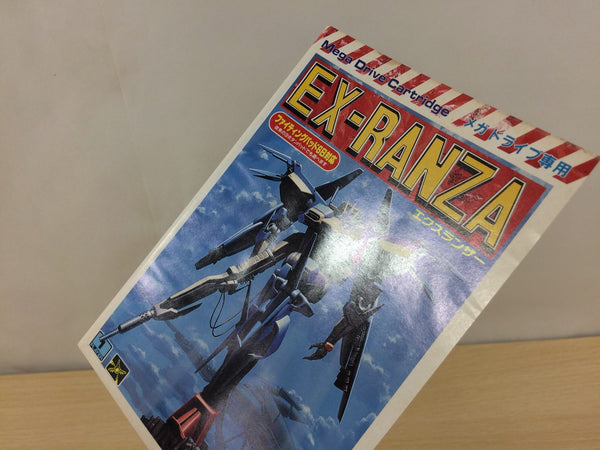 Mega Drive Cartridge メガドライブ専用
EX-RANZA
エクスランザー
ファイティングパッド6B対応